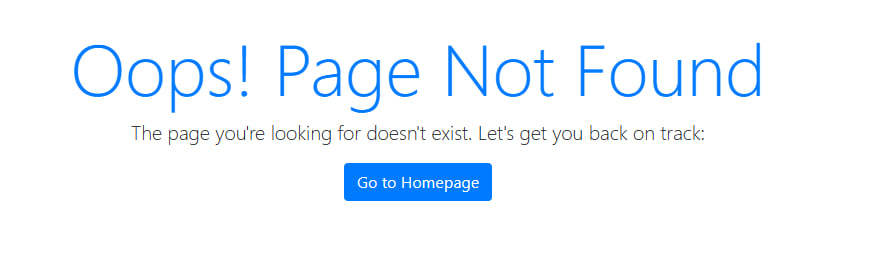 Oops! Page Not Found
The page you're looking for doesn't exist. Let's get you back on track:
Go to Homepage